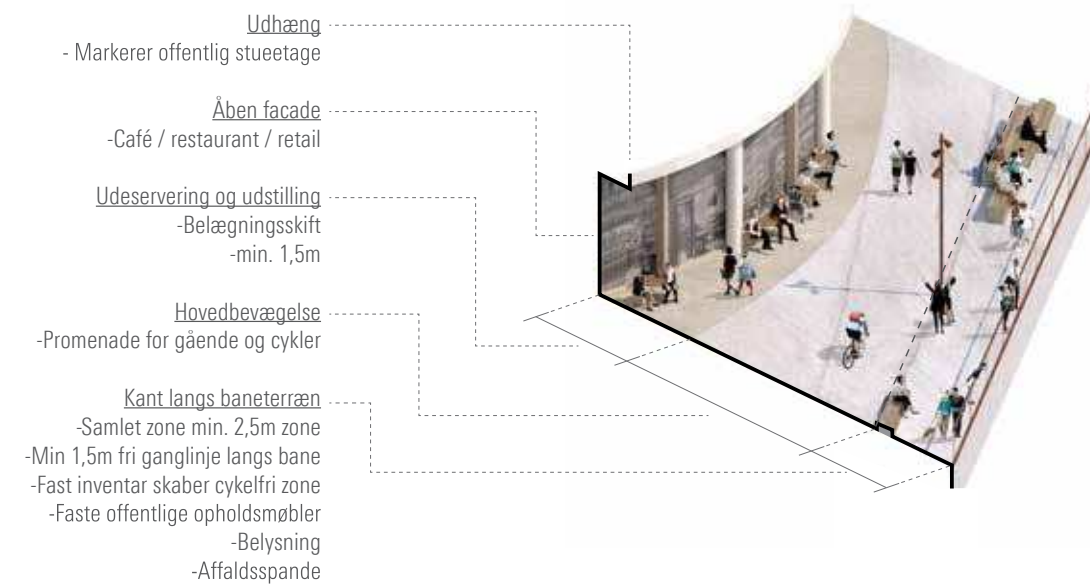 Udhæng
- Markerer offentlig stueetage
Åben facade
-Café / restaurant / retail
Udeservering og udstilling
-Belægningsskift
-min. 1,5m
Hovedbevægelse
-Promenade for gående og cykler
Kant langs baneterræn
-Samlet zone min. 2,5m zone
-Min 1,5m fri ganglinje langs bane
-Fast inventar skaber cykelfri zone
-Faste offentlige opholdsmøbler
-Belysning
-Affaldsspande